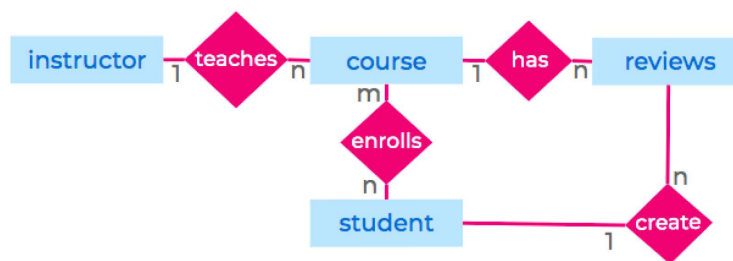 instructor
1
teaches
n
course
1
has
n
reviews
m
enrolls
n
student
n
create
1